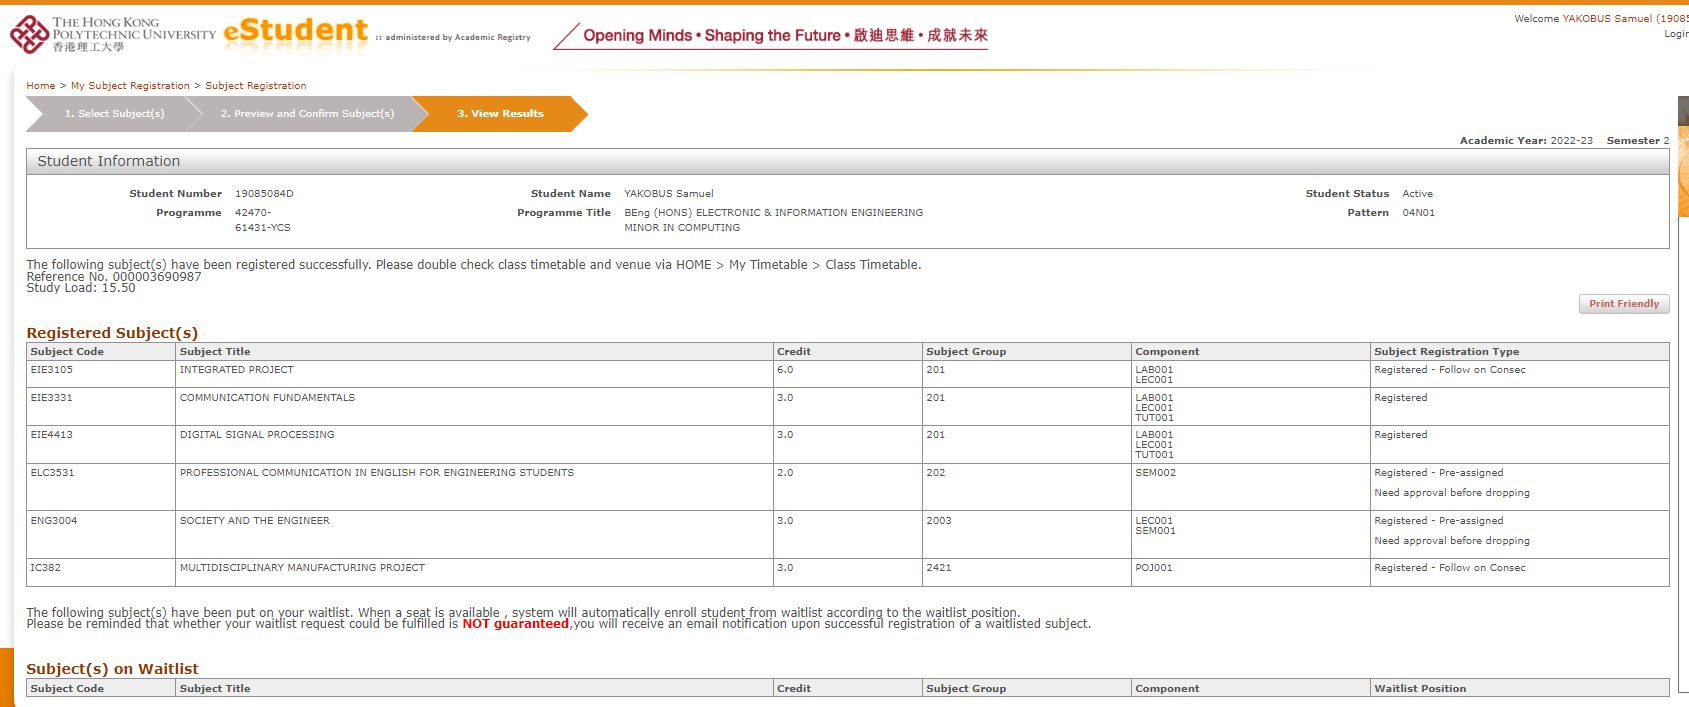 THE HONG KONG
POLYTECHNIC UNIVERSITY
香港理工大學
eStudent :: administered by Academic Registry
Opening Minds • Shaping the Future • 啟迪思維 • 成就未來
Welcome YAKOBUS Samuel (1908
Login
Home > My Subject Registration > Subject Registration
1. Select Subject(s) 2. Preview and Confirm Subject(s) 3. View Results
Academic Year: 2022-23 Semester 2
Student Information
Student Number 19085084D Student Name YAKOBUS Samuel Student Status Active
Programme 42470- Programme Title BEng (HONS) ELECTRONIC & INFORMATION ENGINEERING Pattern 04N01
61431-YCS MINOR IN COMPUTING
The following subject(s) have been registered successfully. Please double check class timetable and venue via HOME > My Timetable > Class Timetable.
Reference No. 000003690987
Study Load: 15.50
Print Friendly
Registered Subject(s)
Subject Code Subject Title Credit Subject Group Component Subject Registration Type
EIE3105 INTEGRATED PROJECT 6.0 201 LAB001 Registered - Follow on Consec
LEC001
EIE3331 COMMUNICATION FUNDAMENTALS 3.0 201 LAB001 Registered
LEC001
TUT001
EIE4413 DIGITAL SIGNAL PROCESSING 3.0 201 LAB001 Registered
LEC001
TUT001
ELC3531 PROFESSIONAL COMMUNICATION IN ENGLISH FOR ENGINEERING STUDENTS 2.0 202 SEM002 Registered - Pre-assigned
Need approval before dropping
ENG3004 SOCIETY AND THE ENGINEER 3.0 2003 LEC001 Registered - Pre-assigned
SEM001
Need approval before dropping
IC382 MULTIDISCIPLINARY MANUFACTURING PROJECT 3.0 2421 POJ001 Registered - Follow on Consec
The following subject(s) have been put on your waitlist. When a seat is available , system will automatically enroll student from waitlist according to the waitlist position.
Please be reminded that whether your waitlist request could be fulfilled is NOT guaranteed,you will receive an email notification upon successful registration of a waitlisted subject.
Subject(s) on Waitlist
Subject Code Subject Title Credit Subject Group Component Waitlist Position